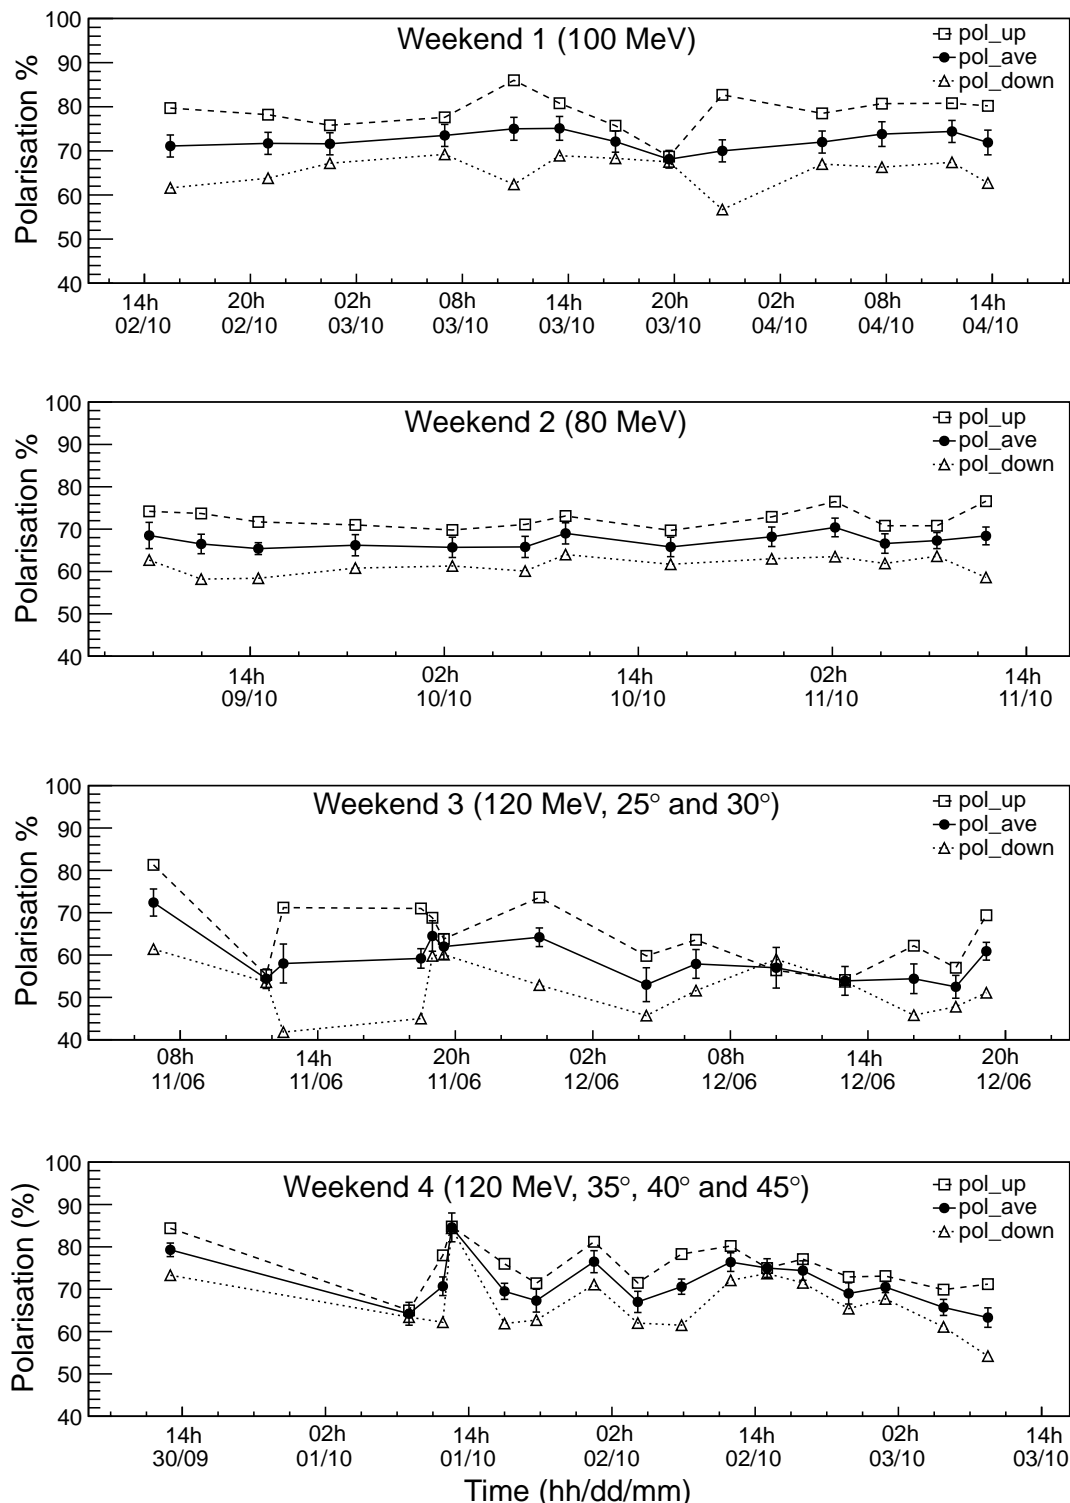 Weekend 1 (100 MeV)
pol_up
pol_ave
pol_down
Polarisation %
100
90
80
70
60
50
40
14h 20h 02h 08h 14h 20h 02h 08h 14h
02/10 02/10 03/10 03/10 03/10 03/10 04/10 04/10 04/10
Weekend 2 (80 MeV)
pol_up
pol_ave
pol_down
Polarisation %
100
90
80
70
60
50
40
14h 02h 14h 02h 14h
09/10 10/10 10/10 11/10 11/10
Weekend 3 (120 MeV, 25° and 30°)
pol_up
pol_ave
pol_down
Polarisation %
100
90
80
70
60
50
40
08h 14h 20h 02h 08h 14h 20h
11/06 11/06 11/06 12/06 12/06 12/06 12/06
Weekend 4 (120 MeV, 35°, 40° and 45°)
pol_up
pol_ave
pol_down
Polarisation (%)
100
90
80
70
60
50
40
14h 02h 14h 02h 14h 02h 14h
30/09 01/10 01/10 02/10 02/10 03/10 03/10
Time (hh/dd/mm)